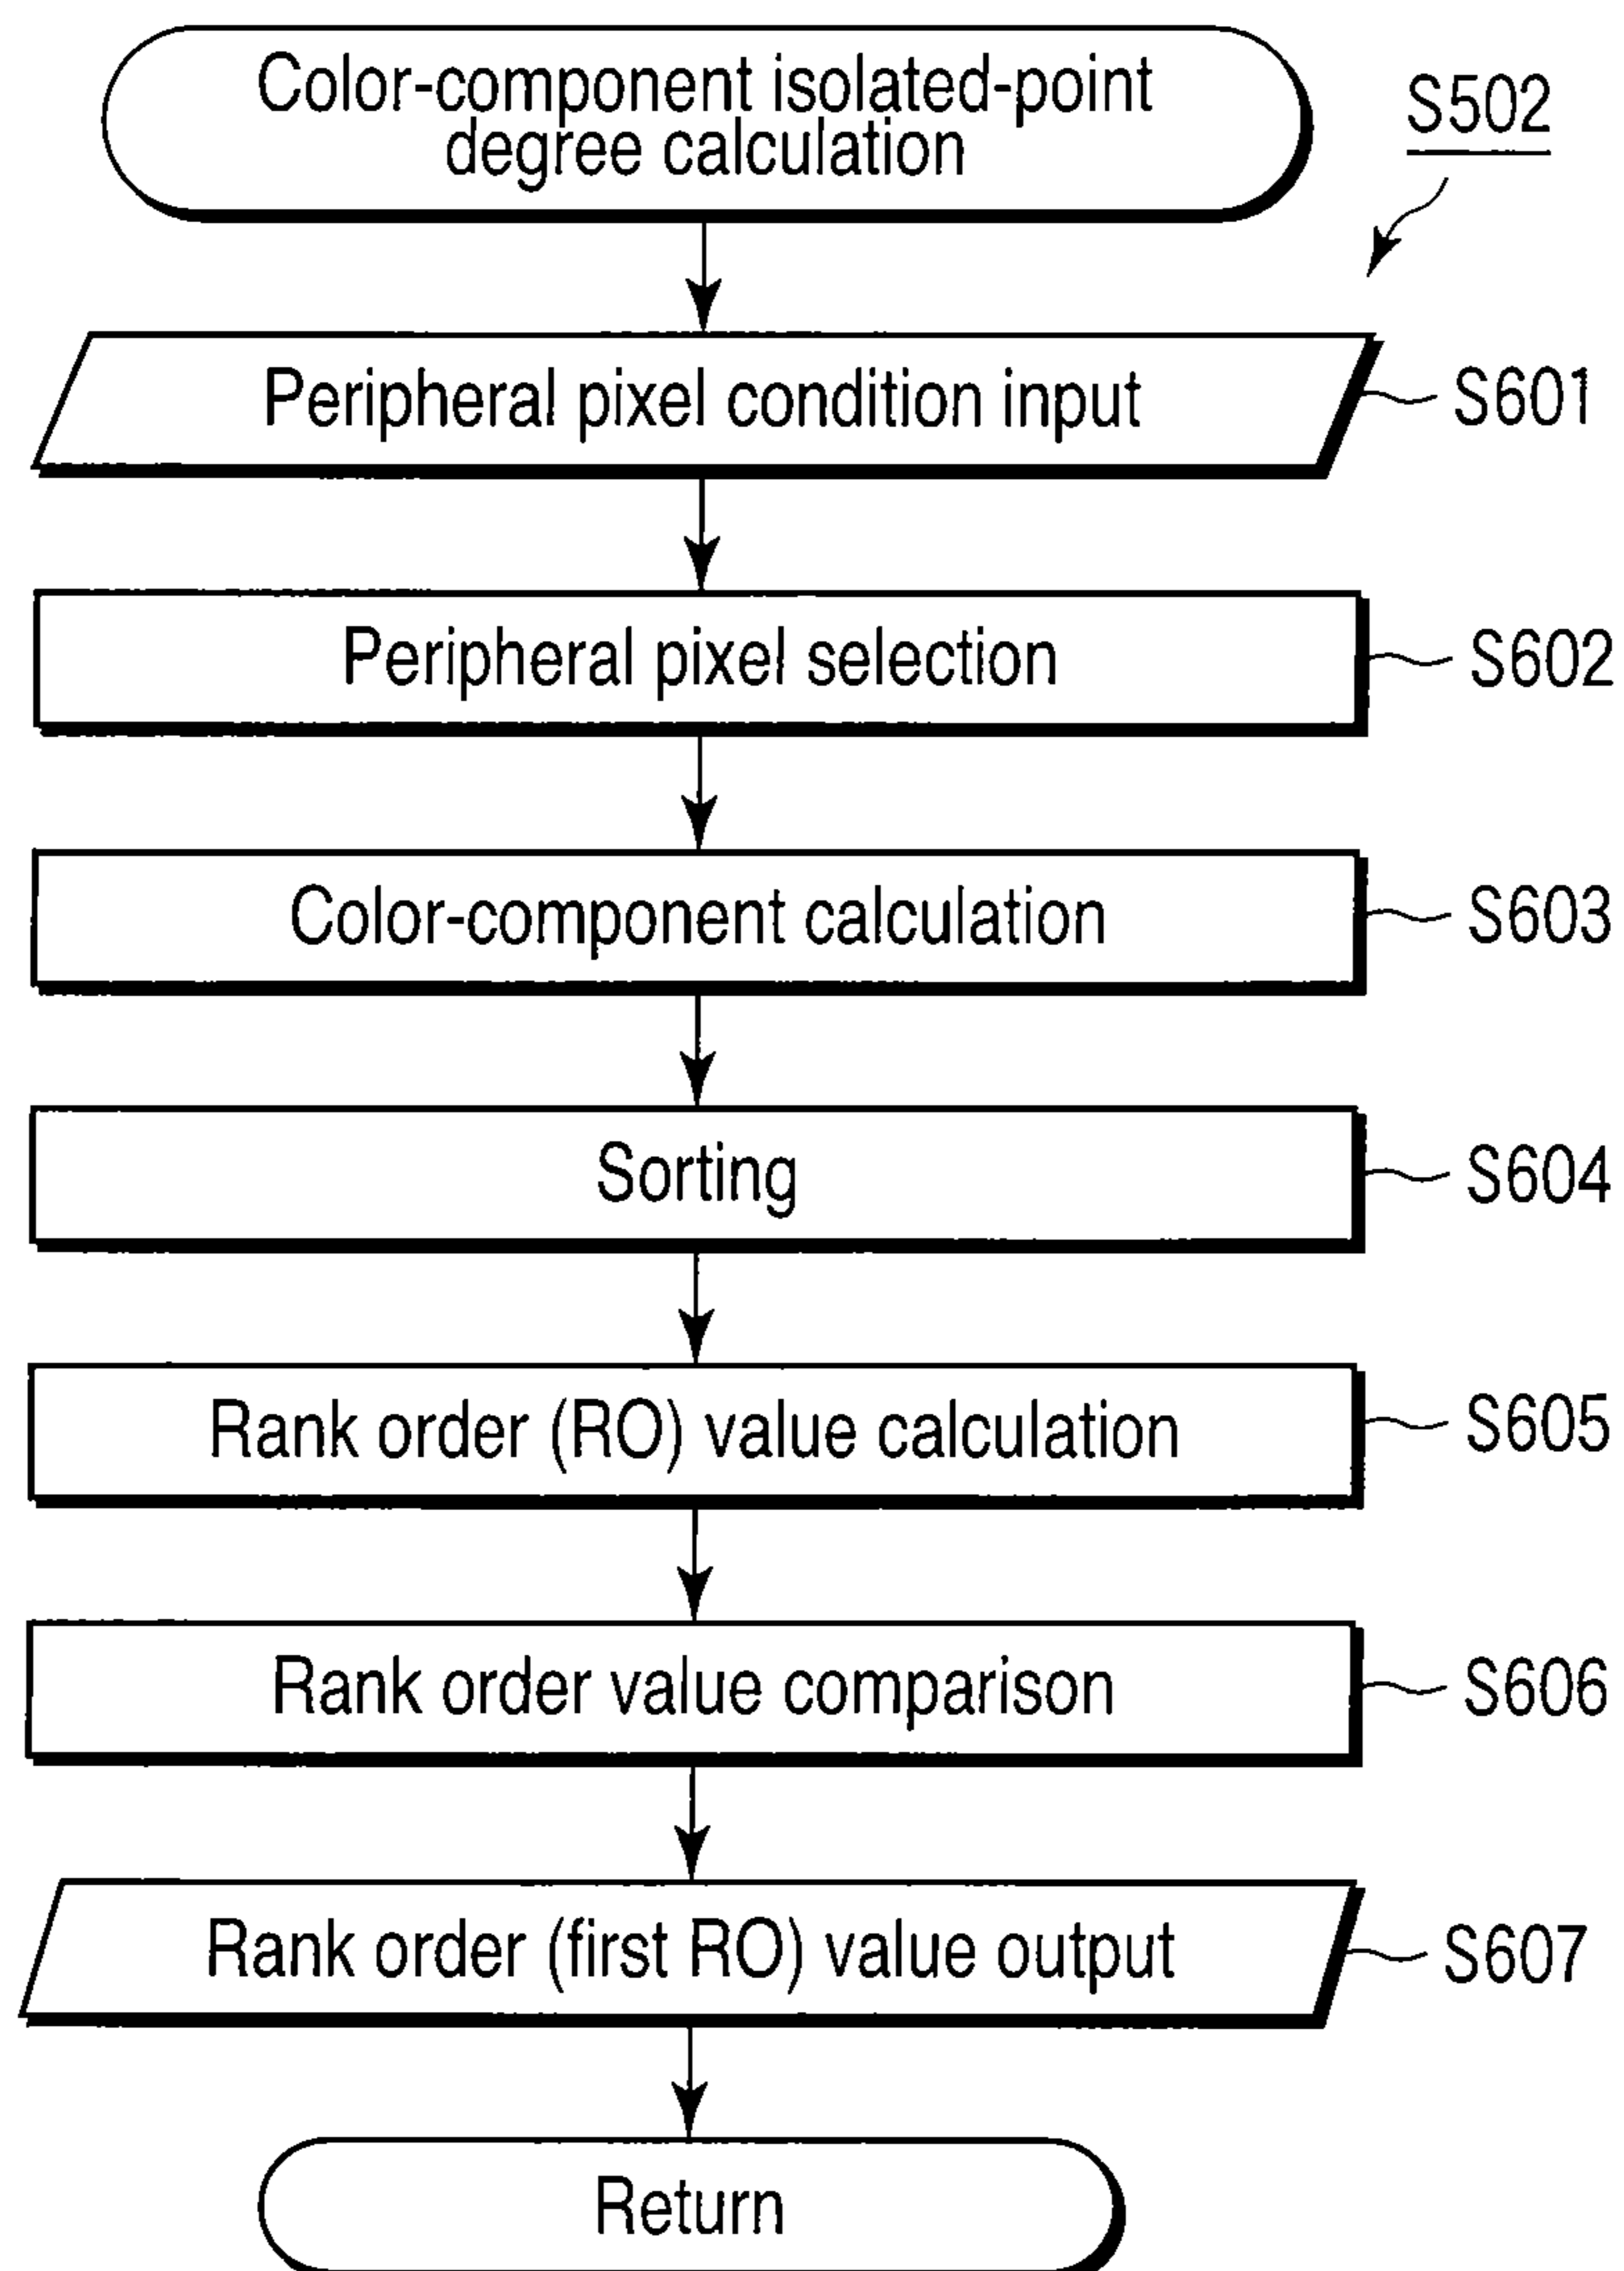 Color-component isolated-point
degree calculation
S502
Peripheral pixel condition input
S601
Peripheral pixel selection
S602
Color-component calculation
S603
Sorting
S604
Rank order (RO) value calculation
S605
Rank order value comparison
S606
Rank order (first RO) value output
S607
Return